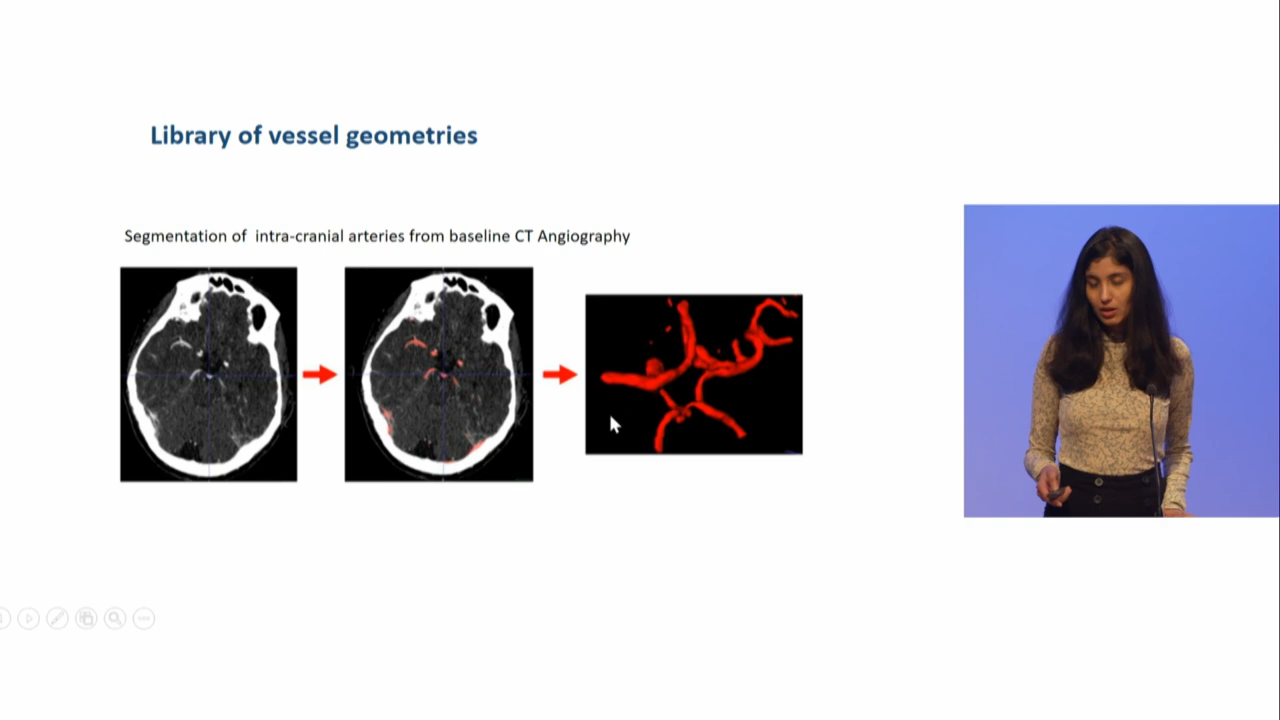 Library of vessel geometries
Segmentation of intra-cranial arteries from baseline CT Angiography